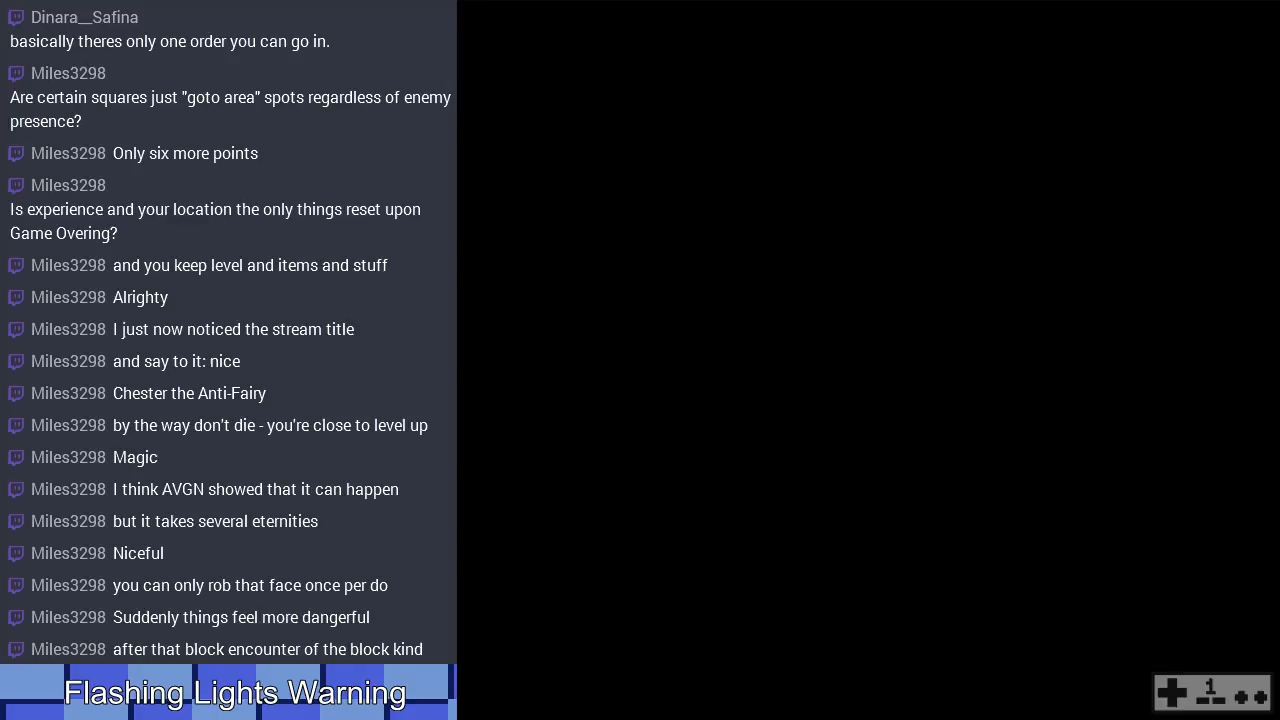 Dinara__Safina
basically theres only one order you can go in.
Miles3298
Are certain squares just "goto area" spots regardless of enemy
presence?
Miles3298 Only six more points
Miles3298
Is experience and your location the only things reset upon
Game Overing?
Miles3298 and you keep level and items and stuff
Miles3298 Alrighty
Miles3298 I just now noticed the stream title
Miles3298 and say to it: nice
Miles3298 Chester the Anti-Fairy
Miles3298 by the way don't die - you're close to level up
Miles3298 Magic
Miles3298 I think AVGN showed that it can happen
Miles3298 but it takes several eternities
Miles3298 Niceful
Miles3298 you can only rob that face once per do
Miles3298 Suddenly things feel more dangerful
Miles3298 after that block encounter of the block kind
Flashing Lights Warning
1